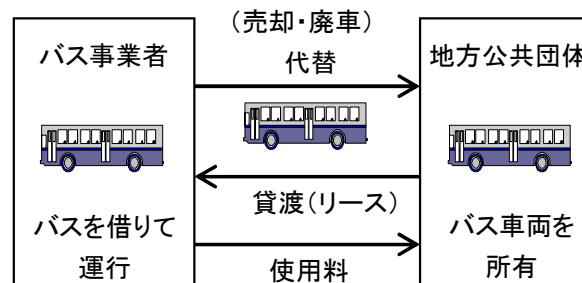 バス事業者
バスを借りて
運行
（売却・廃車）
代替
貸渡（リース）
使用料
地方公共団体
バス車両を
所有